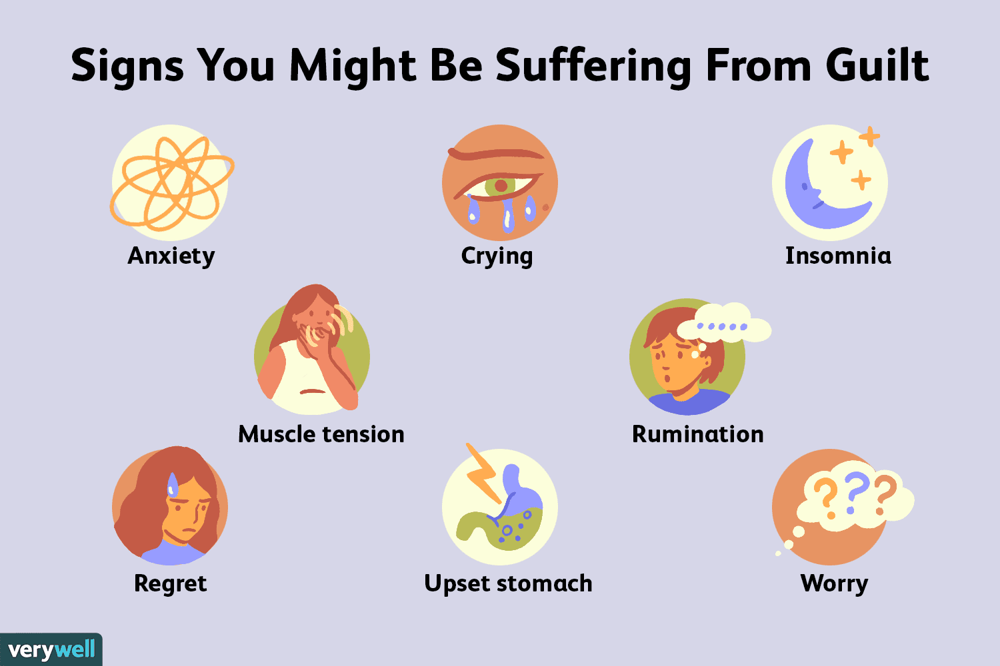 Signs You Might Be Suffering From Guilt
Anxiety
Crying
Insomnia
Muscle tension
Rumination
Regret
Upset stomach
Worry
? ? ?
verywell